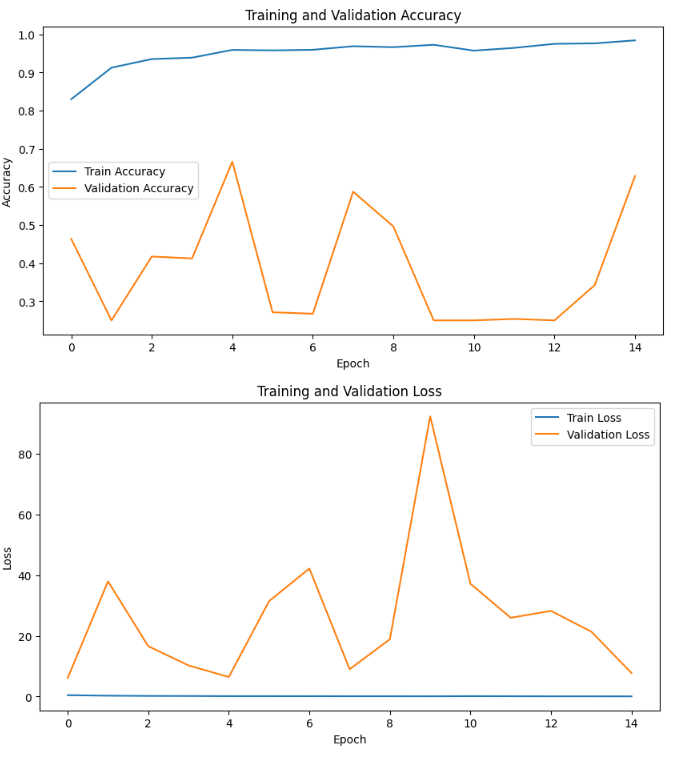 Training and Validation Accuracy
1.0
0.9
0.8
0.7
0.6
0.5
0.4
0.3
Accuracy
Train Accuracy
Validation Accuracy
0 2 4 6 8 10 12 14
Epoch
Training and Validation Loss
80
60
40
20
0
Loss
Train Loss
Validation Loss
0 2 4 6 8 10 12 14
Epoch